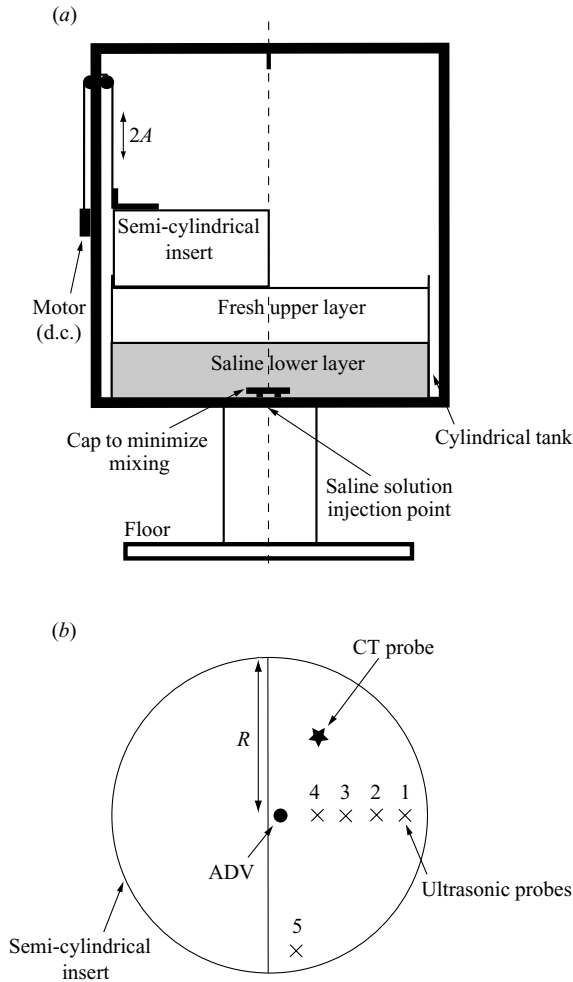 (a)
2A
Semi-cylindrical
insert
Motor
(d.c.)
Fresh upper layer
Saline lower layer
Cap to minimize
mixing
Cylindrical tank
Saline solution
injection point
Floor
(b)
CT probe
R
4 3 2 1
ADV
Ultrasonic probes
5
Semi-cylindrical
insert